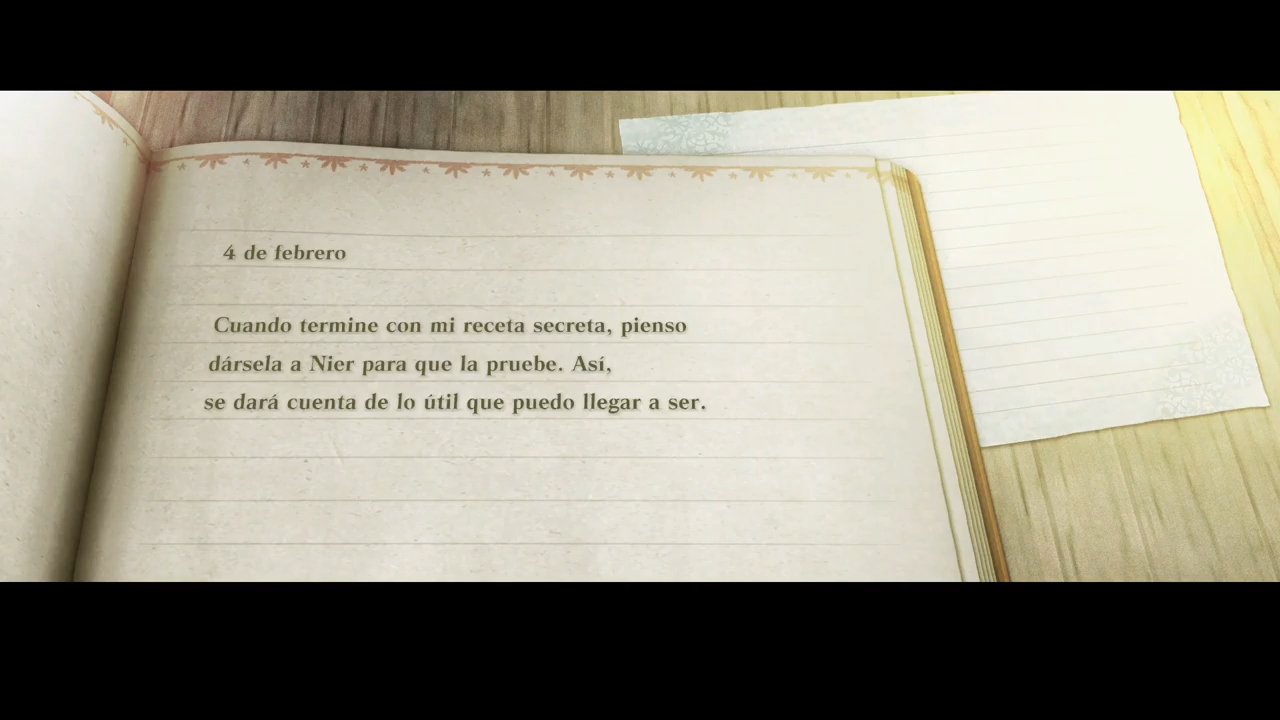 4 de febrero
Cuando termine con mi receta secreta, pienso
dársela a Nier para que la pruebe. Así,
se dará cuenta de lo útil que puedo llegar a ser.